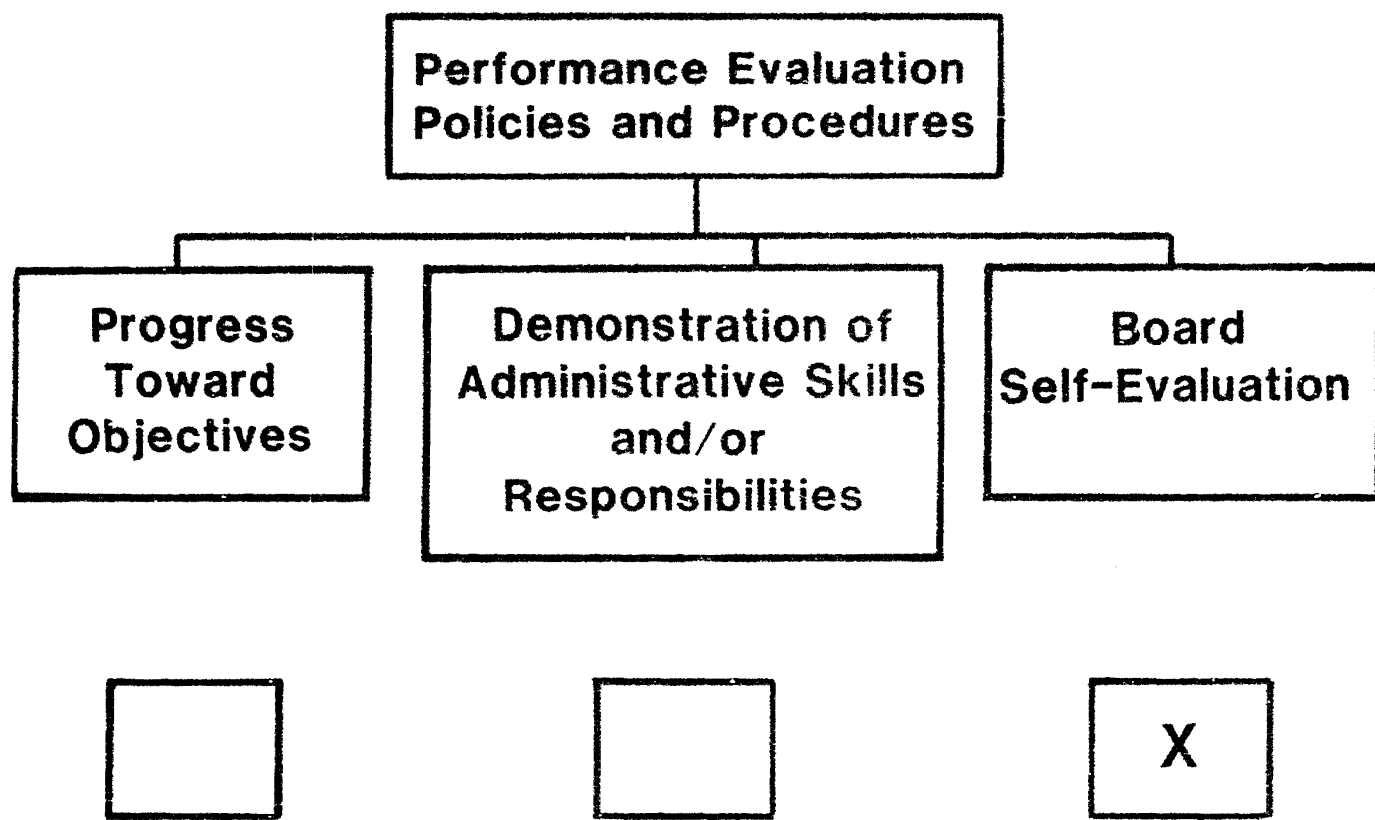 Performance Evaluation
Policies and Procedures
Progress
Toward
Objectives
Demonstration of
Administrative Skills
and/or
Responsibilities
Board
Self-Evaluation
X